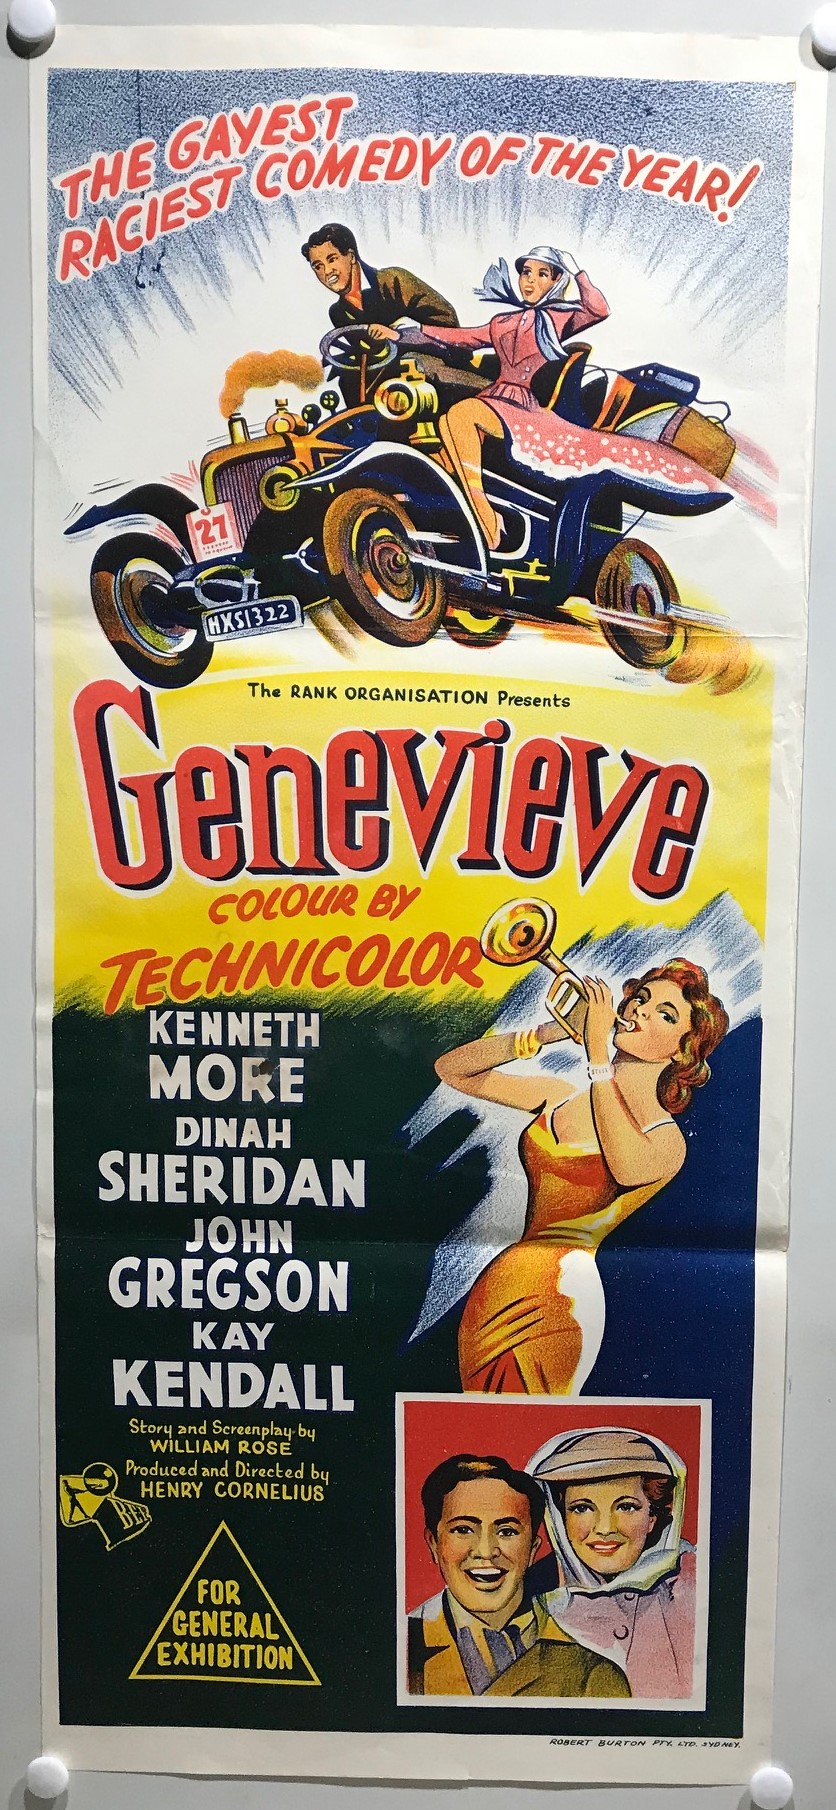 THE GAYEST
RACIEST COMEDY OF THE YEAR!
27
HXS1322
The RANK ORGANISATION Presents
Genevieve
COLOUR BY
TECHNICOLOR
KENNETH
MORE
DINAH
SHERIDAN
JOHN
GREGSON
KAY
KENDALL
Story and Screenplay by
WILLIAM ROSE
Produced and Directed by
HENRY CORNELIUS
FOR
GENERAL
EXHIBITION
ROBERT BURTON PTY. LTD. SYDNEY.